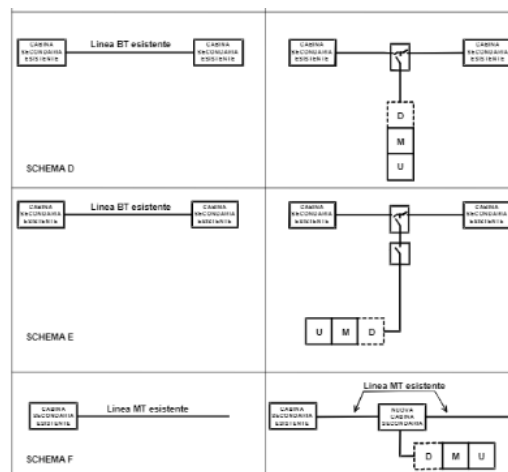 CABINA
SECONDARIA
ESISTENTE
Linea BT esistente
CABINA
SECONDARIA
ESISTENTE
SCHEMA D
CABINA
SECONDARIA
ESISTENTE
CABINA
SECONDARIA
ESISTENTE
D
M
U
CABINA
SECONDARIA
ESISTENTE
Linea BT esistente
CABINA
SECONDARIA
ESISTENTE
SCHEMA E
CABINA
SECONDARIA
ESISTENTE
CABINA
SECONDARIA
ESISTENTE
U M D
CABINA
SECONDARIA
ESISTENTE
Linea MT esistente
SCHEMA F
Linea MT esistente
CABINA
SECONDARIA
ESISTENTE
NUOVA
CABINA
SECONDARIA
D M U